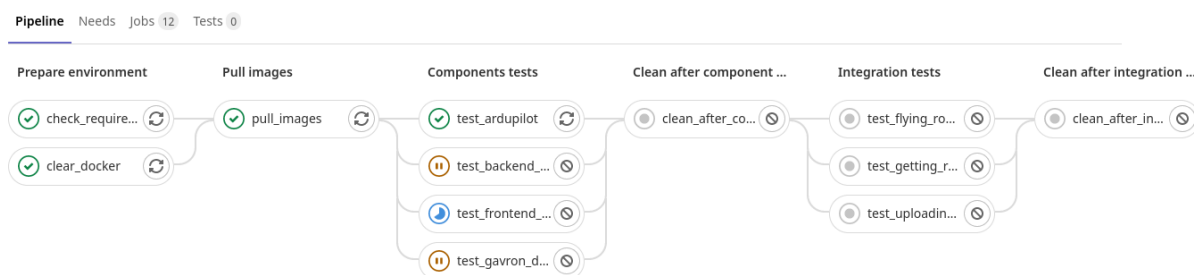 Pipeline Needs Jobs 12 Tests 0
Prepare environment
check_require...
clear_docker
Pull images
pull_images
Components tests
test_ardupilot
test_backend_...
test_frontend_...
test_gavron_d...
Clean after component ...
clean_after_co...
Integration tests
test_flying_ro...
test_getting_r...
test_uploadin...
Clean after integration ...
clean_after_in...